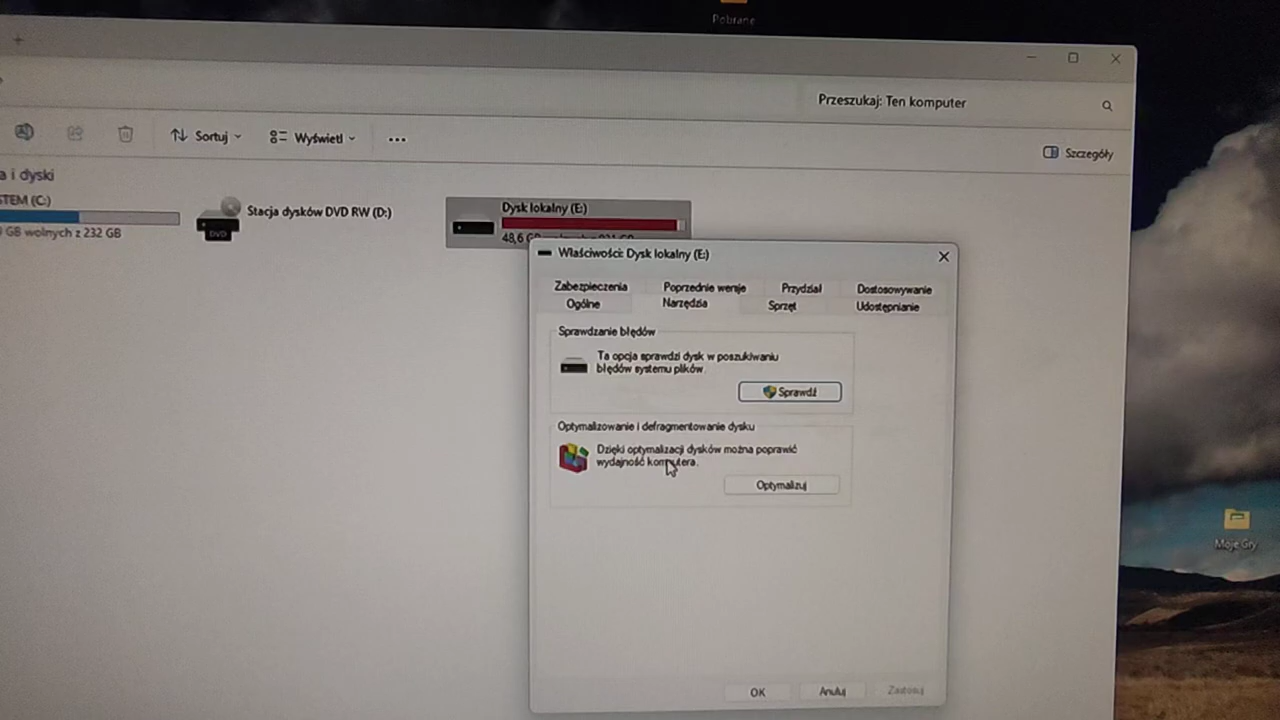 Pobrane
Przeszukaj: Ten komputer
Sortuj
Wyświetl
Szczegóły
a i dyski
STEM (C:)
GB wolnych z 232 GB
Stacja dysków DVD RW (D:)
DVD
Dysk lokalny (E:)
48,6
Właściwości: Dysk lokalny (E:)
Zabezpieczenia Poprzednie wersje Przydział Dostosowywanie
Ogólne Narzędzia Sprzęt Udostępnianie
Sprawdzanie błędów
Ta opcja sprawdzi dysk w poszukiwaniu
błędów systemu plików.
Sprawdź
Optymalizowanie i defragmentowanie dysku
Dzięki optymalizacji dysków można poprawić
wydajność komputera.
Optymalizuj
Moje Gry
OK Anuluj Zastosuj